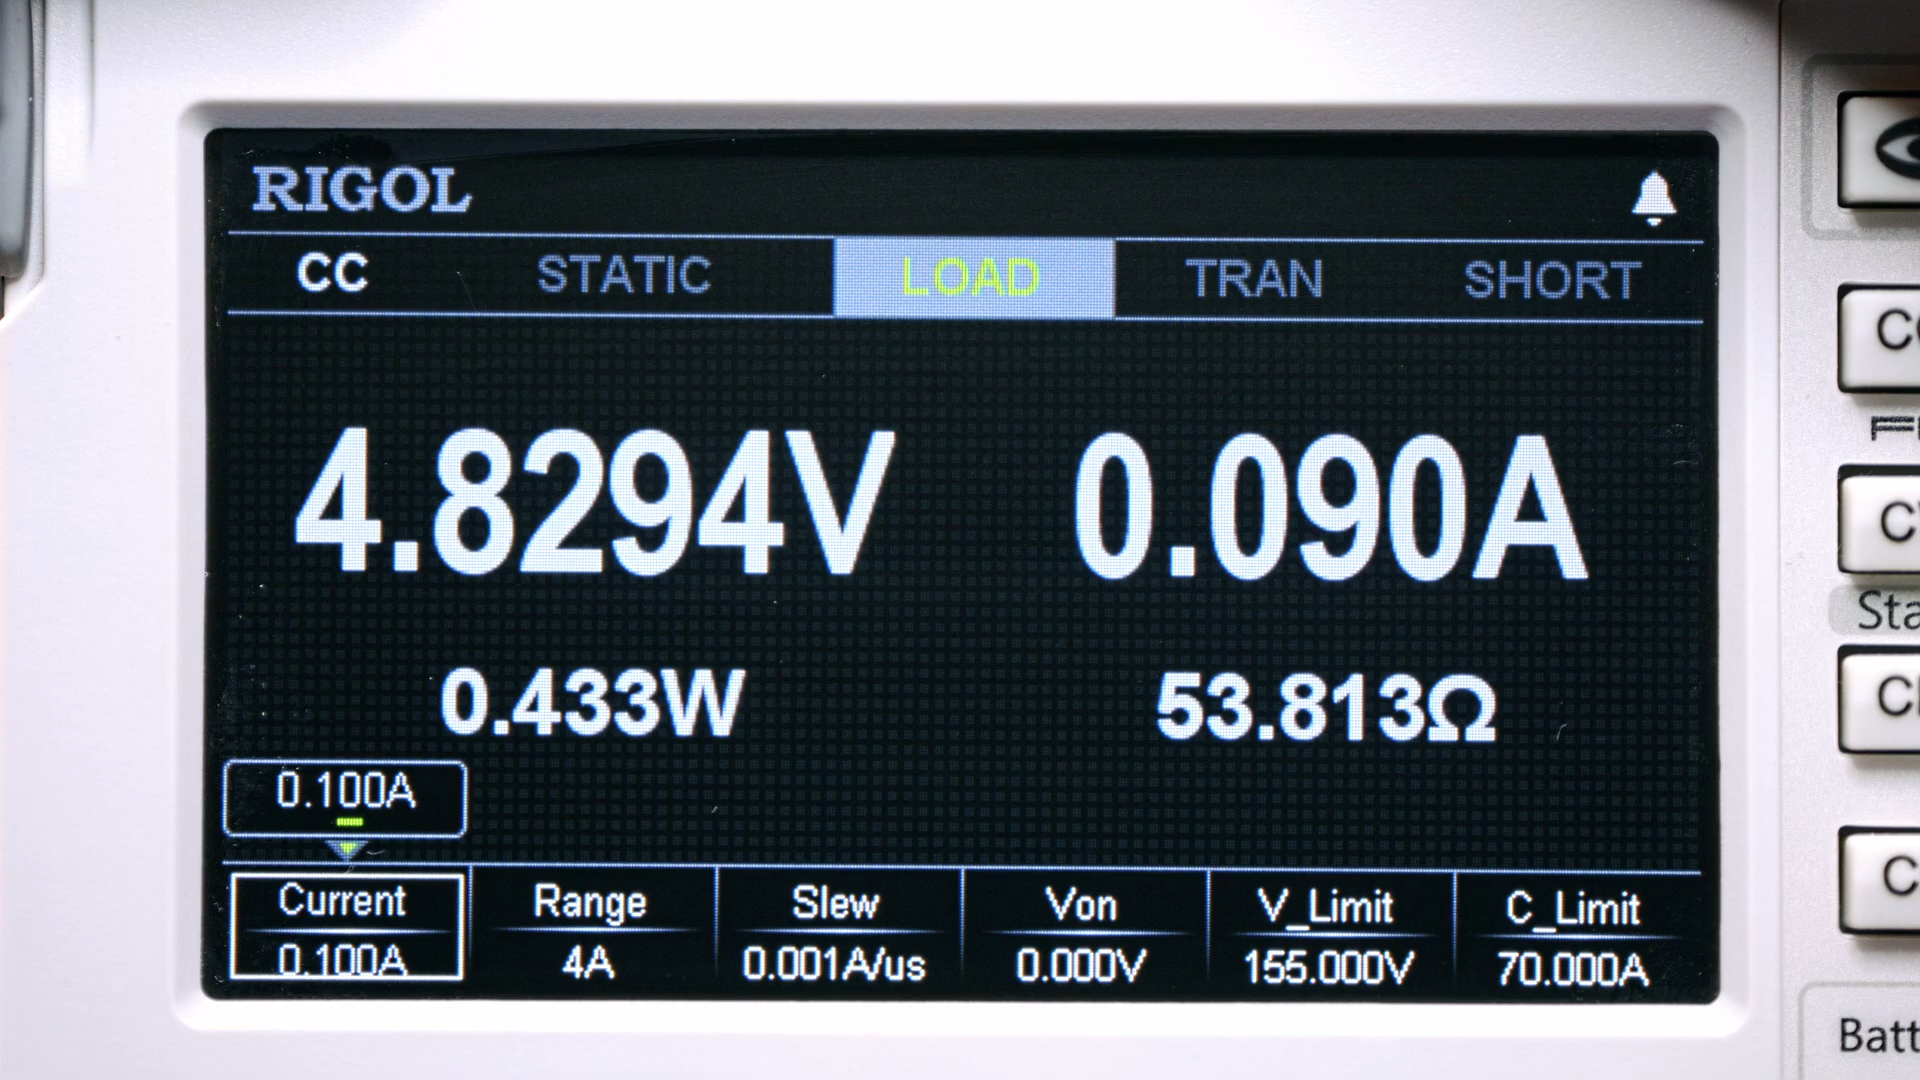 RIGOL
CC STATIC LOAD TRAN SHORT
4.8294V 0.090A
0.433W 53.813Ω
0.100A
Current Range Slew Von V_Limit C_Limit
0.100A 4A 0.001A/us 0.000V 155.000V 70.000A